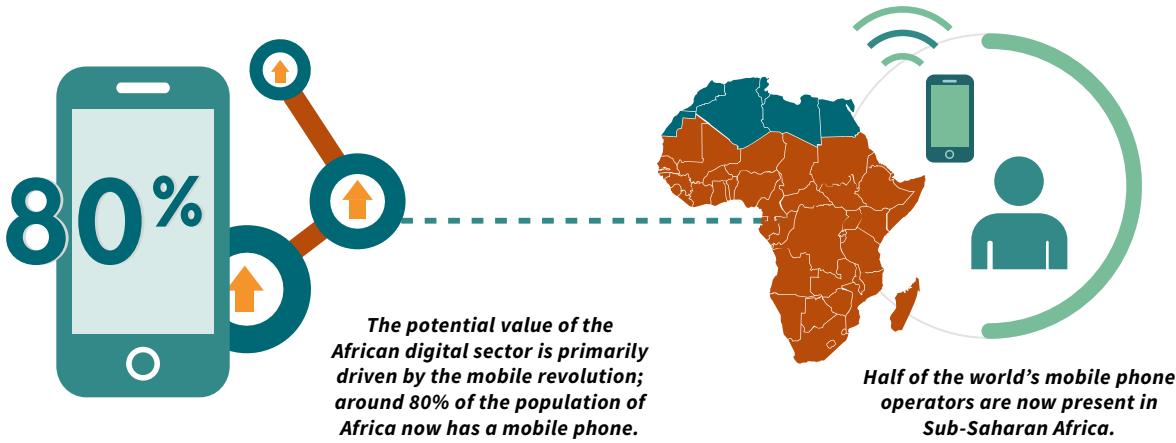 80%
The potential value of the
African digital sector is primarily
driven by the mobile revolution;
around 80% of the population of
Africa now has a mobile phone.
Half of the world’s mobile phone
operators are now present in
Sub-Saharan Africa.